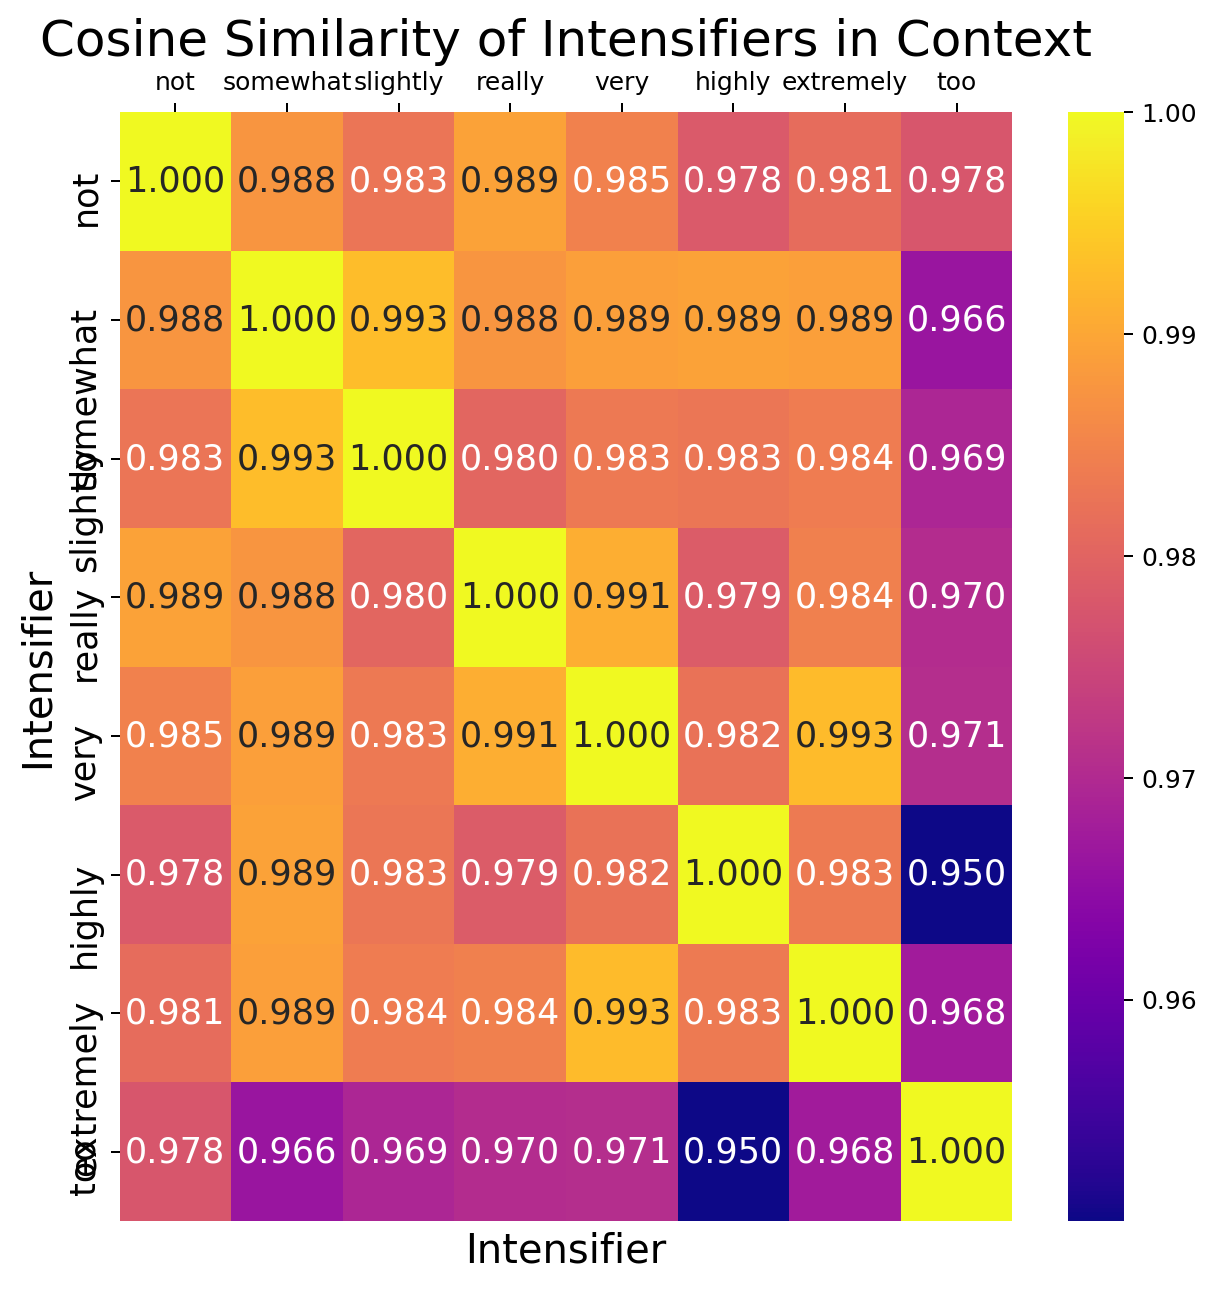 Cosine Similarity of Intensifiers in Context
not somewhat slightly really very highly extremely too
not 1.000 0.988 0.983 0.989 0.985 0.978 0.981 0.978
somewhat 0.988 1.000 0.993 0.988 0.989 0.989 0.989 0.966
slightly 0.983 0.993 1.000 0.980 0.983 0.983 0.984 0.969
really 0.989 0.988 0.980 1.000 0.991 0.979 0.984 0.970
very 0.985 0.989 0.983 0.991 1.000 0.982 0.993 0.971
highly 0.978 0.989 0.983 0.979 0.982 1.000 0.983 0.950
extremely 0.981 0.989 0.984 0.984 0.993 0.983 1.000 0.968
too 0.978 0.966 0.969 0.970 0.971 0.950 0.968 1.000
Intensifier
Intensifier
1.00
0.99
0.98
0.97
0.96